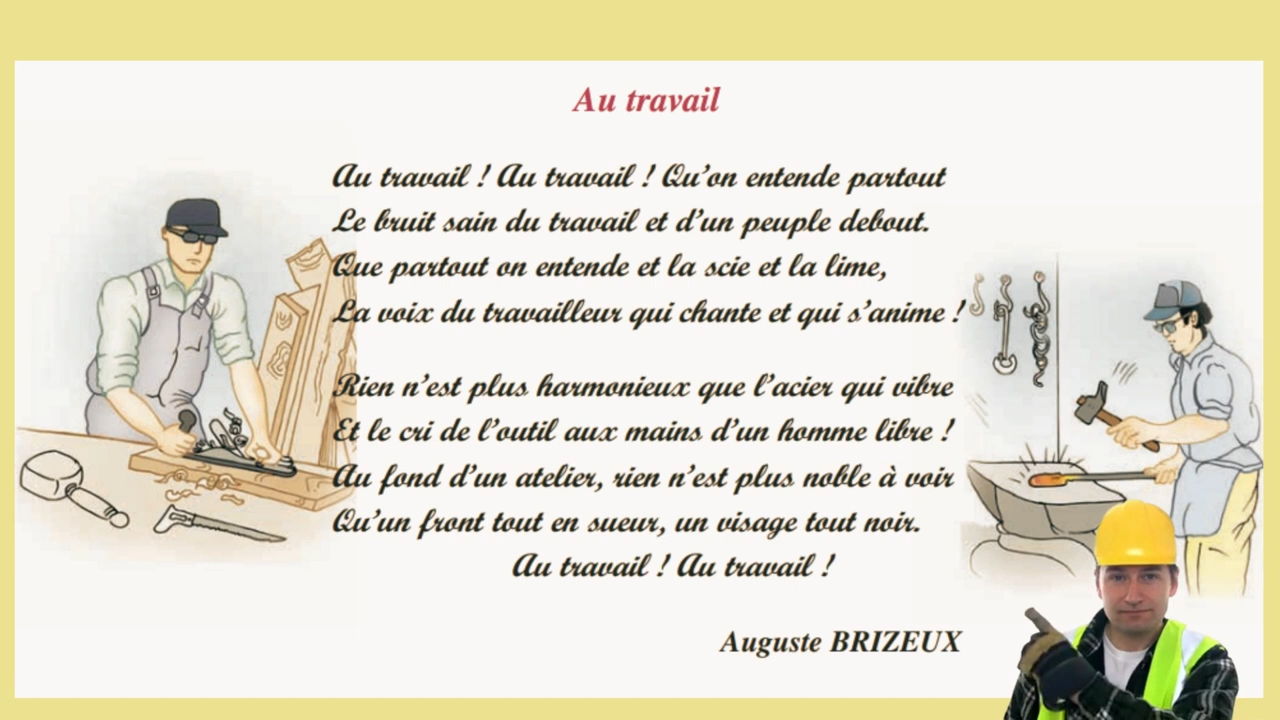 Au travail
Au travail ! Au travail ! Qu'on entende partout
Le bruit sain du travail et d'un peuple debout.
Que partout on entende et la scie et la lime,
La voix du travailleur qui chante et qui s'anime !
Rien n'est plus harmonieux que l'acier qui vibre
Et le cri de l'outil aux mains d'un homme libre !
Au fond d'un atelier, rien n'est plus noble à voir
Qu'un front tout en sueur, un visage tout noir.
Au travail ! Au travail !
Auguste BRIZEUX